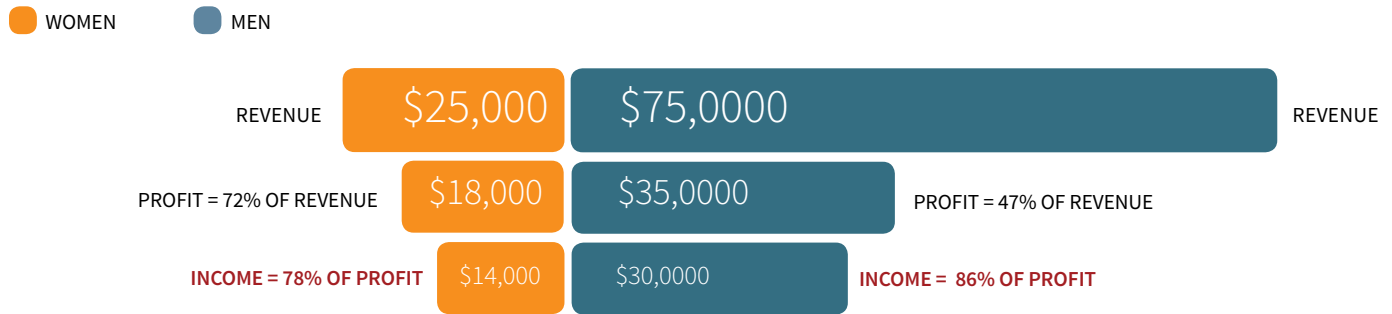 WOMEN
MEN
REVENUE
$25,000
$75,0000
REVENUE
PROFIT = 72% OF REVENUE
$18,000
$35,0000
PROFIT = 47% OF REVENUE
INCOME = 78% OF PROFIT
$14,000
$30,0000
INCOME = 86% OF PROFIT